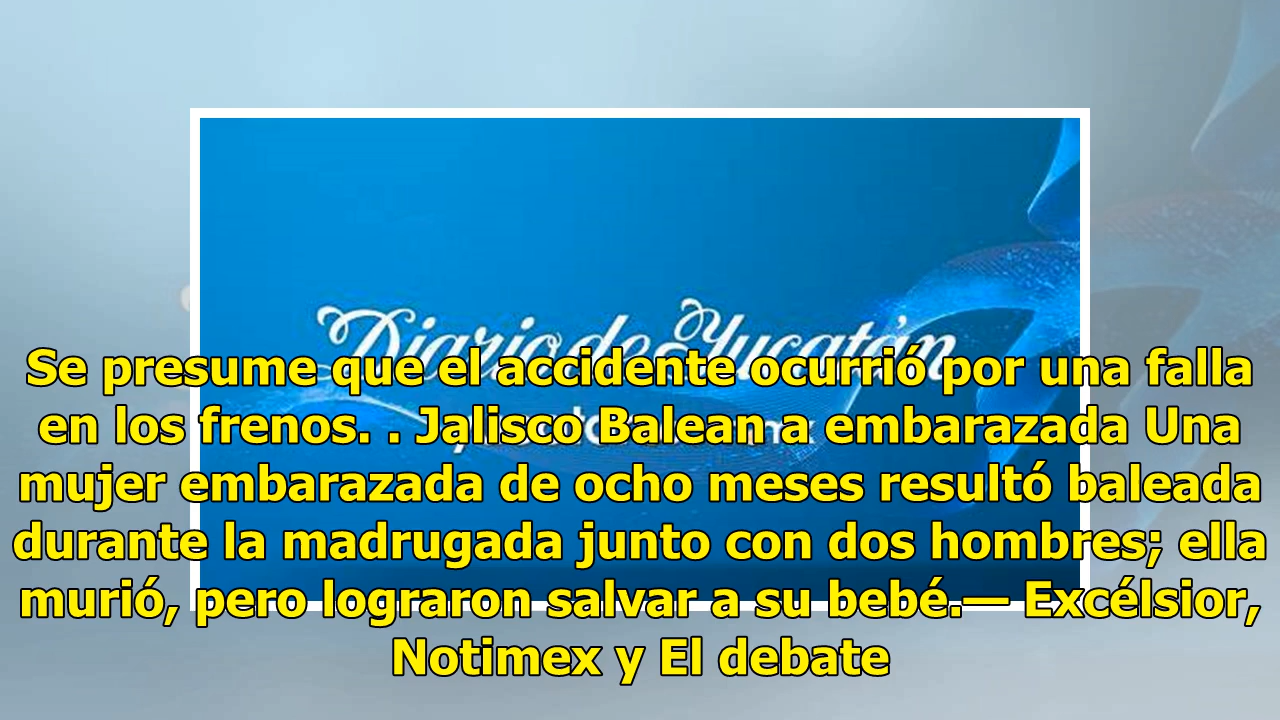 Diario de Yucatán
Se presume que el accidente ocurrió por una falla
en los frenos. . Jalisco Balean a embarazada Una
mujer embarazada de ocho meses resultó baleada
durante la madrugada junto con dos hombres; ella
murió, pero lograron salvar a su bebé.— Excélsior,
Notimex y El debate